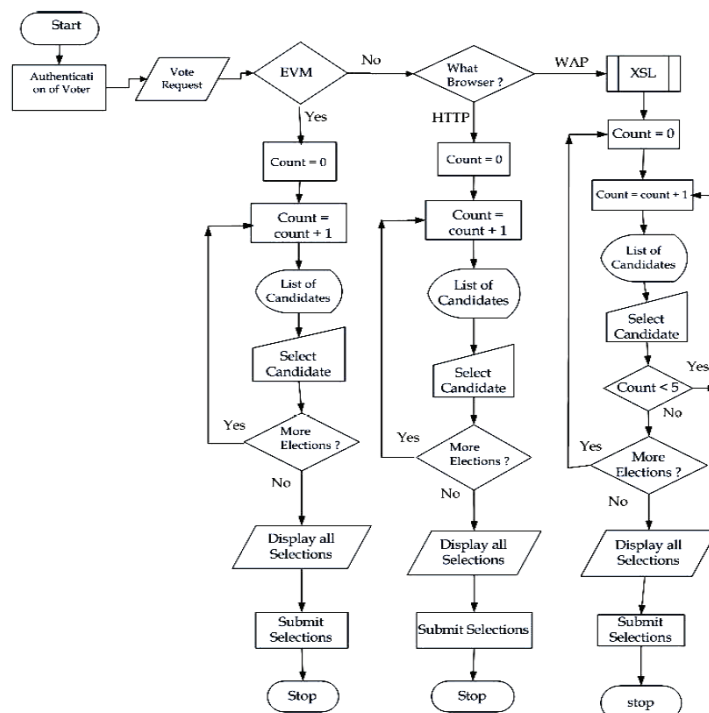 Start
Authenticati
on of Voter
Vote
Request
EVM
No
What
Browser ?
WAP
XSL
Yes
HTTP
Count = 0
Count = 0
Count = 0
Count =
count + 1
Count =
count + 1
Count = count + 1
List of
Candidates
List of
Candidates
List of
Candidates
Select
Candidate
Select
Candidate
Select
Candidate
Count < 5
Yes
No
Yes
More
Elections ?
No
Yes
More
Elections ?
No
Yes
More
Elections ?
No
Display all
Selections
Display all
Selections
Display all
Selections
Submit
Selections
Submit Selections
Submit
Selections
Stop
Stop
stop